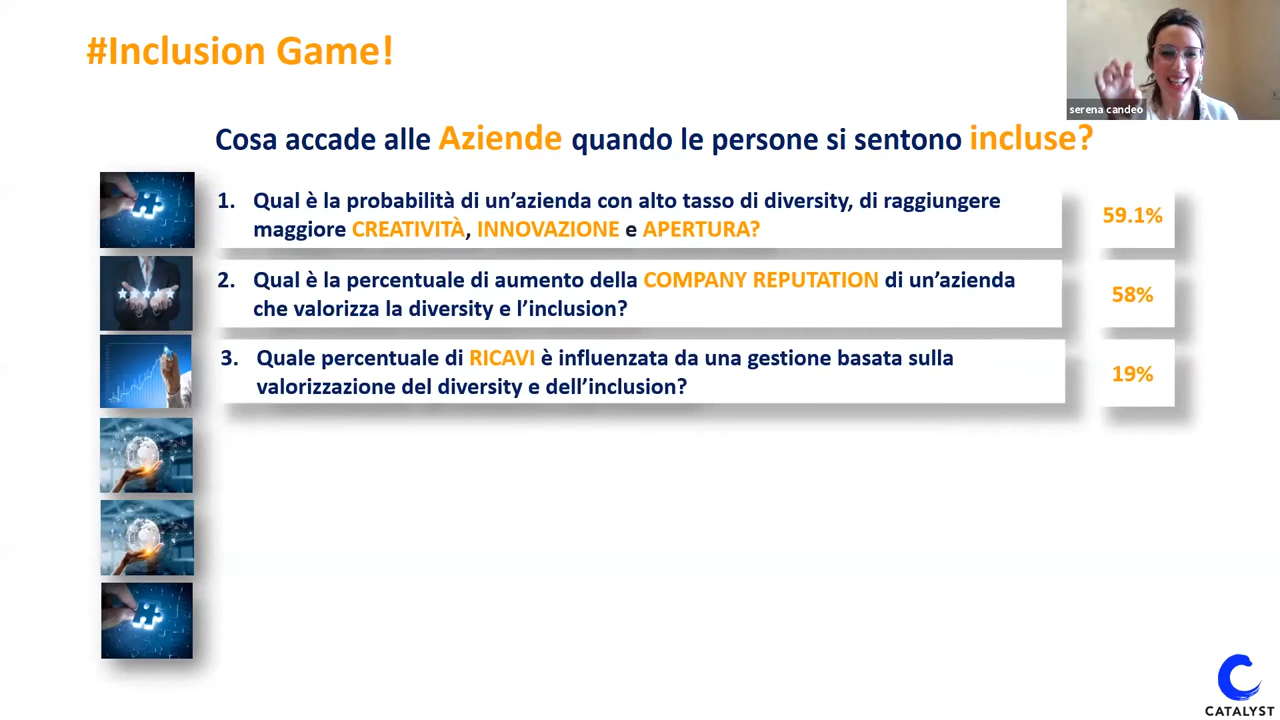 #Inclusion Game!
serena candeo
Cosa accade alle Aziende quando le persone si sentono incluse?
1. Qual è la probabilità di un’azienda con alto tasso di diversity, di raggiungere
maggiore CREATIVITÀ, INNOVAZIONE e APERTURA?
59.1%
2. Qual è la percentuale di aumento della COMPANY REPUTATION di un’azienda
che valorizza la diversity e l’inclusion?
58%
3. Quale percentuale di RICAVI è influenzata da una gestione basata sulla
valorizzazione del diversity e dell’inclusion?
19%
CATALYST